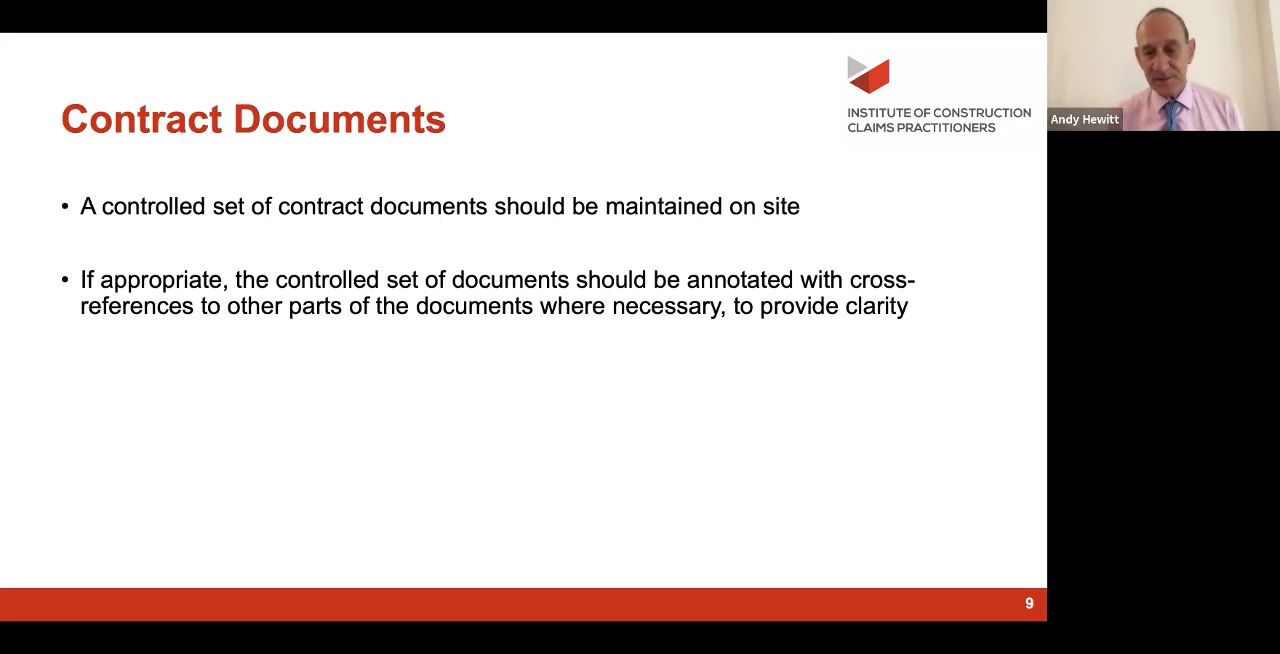 INSTITUTE OF CONSTRUCTION
CLAIMS PRACTITIONERS
Andy Hewitt
Contract Documents
• A controlled set of contract documents should be maintained on site
• If appropriate, the controlled set of documents should be annotated with cross-
references to other parts of the documents where necessary, to provide clarity
9